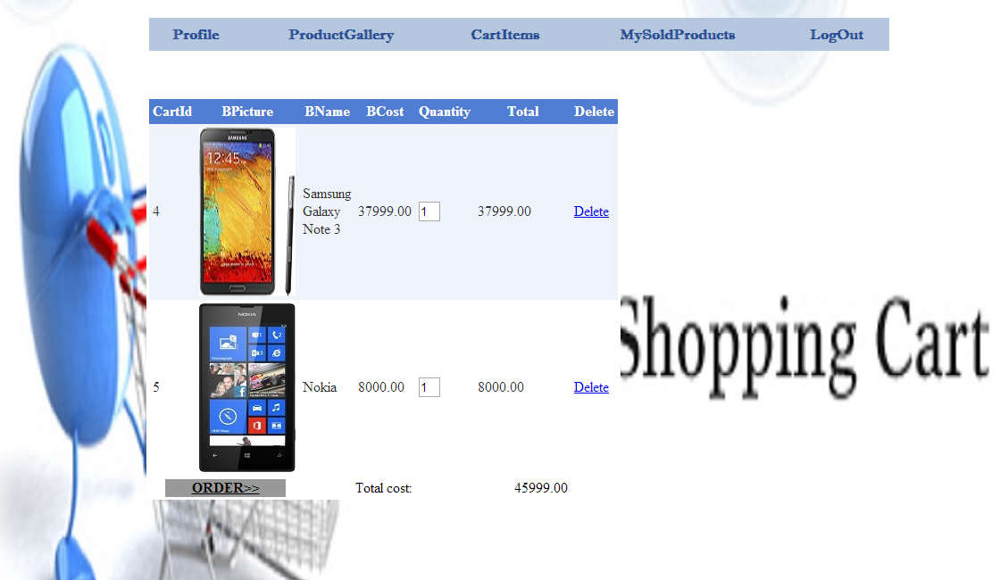 Profile ProductGallery CartItems MySoldProducts LogOut
CartId BPicture BName BCost Quantity Total Delete
SAMSUNG
12:45
4 Samsung Galaxy Note 3 37999.00 1 37999.00 Delete
Shopping Cart
NOKIA
5 Nokia 8000.00 1 8000.00 Delete
ORDER>> Total cost: 45999.00